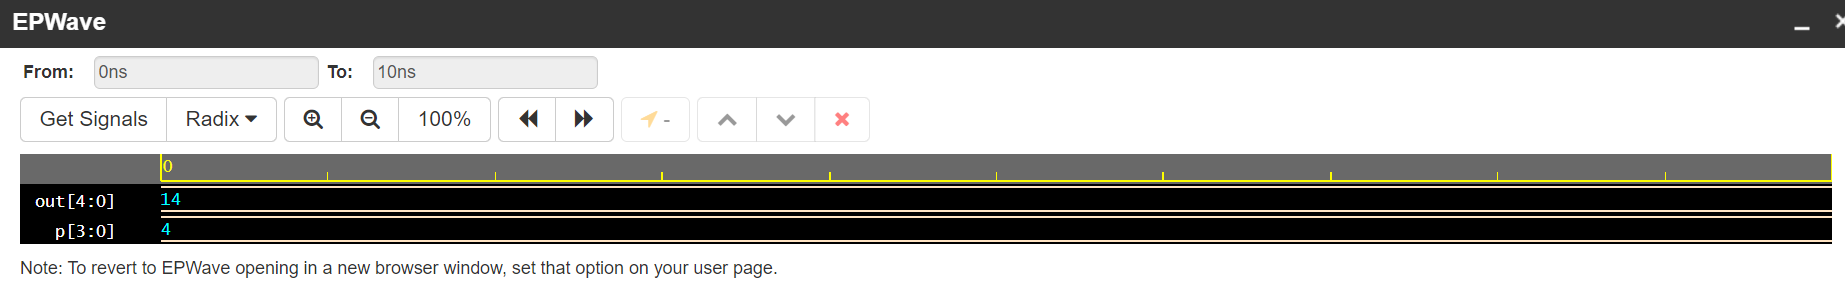 EPWave
From: 0ns To: 10ns
Get Signals Radix 100% -
0
out[4:0] 14
p[3:0] 4
Note: To revert to EPWave opening in a new browser window, set that option on your user page.